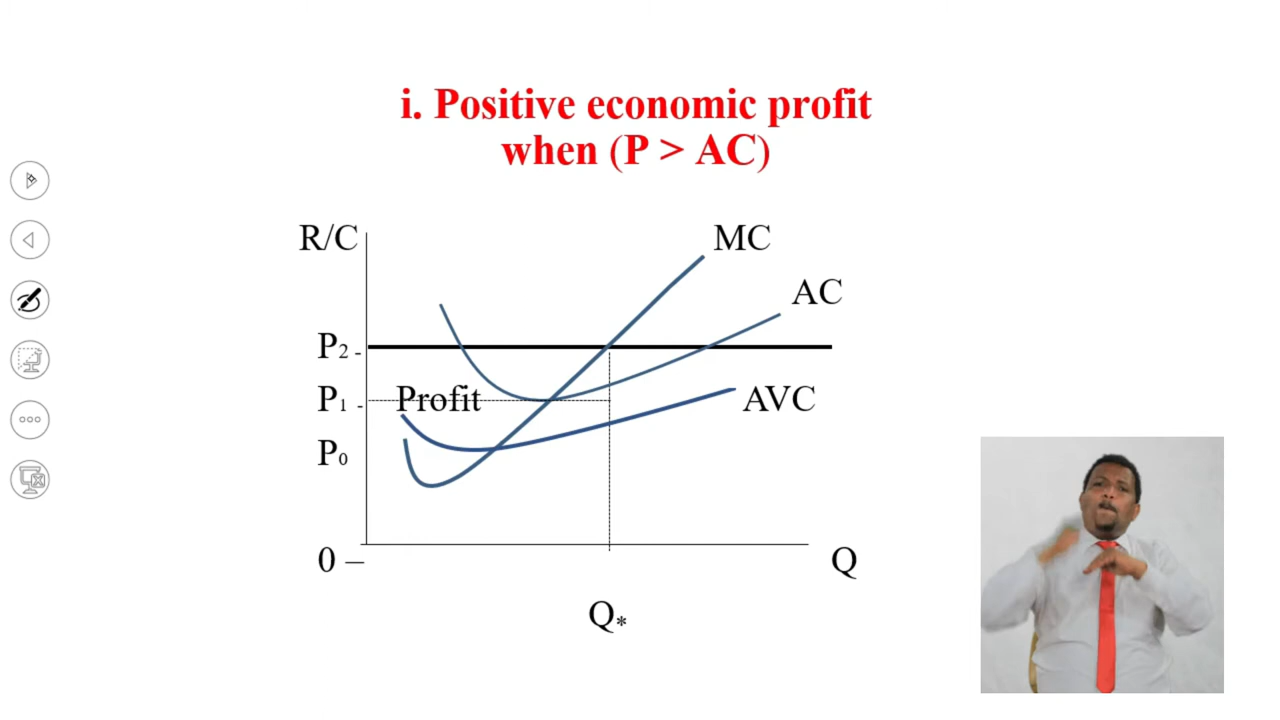 i. Positive economic profit
when (P > AC)
R/C
MC
AC
P2 -
P1 -
Profit
AVC
P0
0 –
Q
Q*